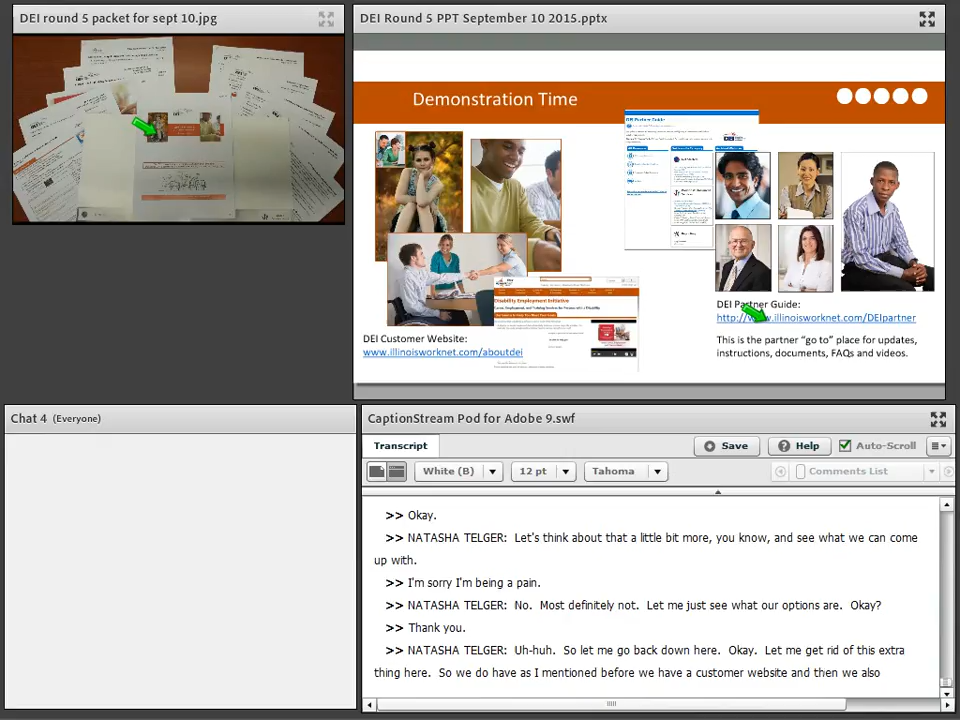 DEI round 5 packet for sept 10.jpg
DEI Round 5 PPT September 10 2015.pptx
Demonstration Time
DEI Partner Guide
Disability Employment Initiative
DEI Customer Website:
www.illinoisworknet.com/aboutdei
DEI Partner Guide:
http://www.illinoisworknet.com/DEIpartner
This is the partner "go to" place for updates,
instructions, documents, FAQs and videos.
Chat 4 (Everyone)
CaptionStream Pod for Adobe 9.swf
Transcript
Save
Help
Auto-Scroll
White (B)
12 pt
Tahoma
Comments List
>> Okay.
>> NATASHA TELGER: Let's think about that a little bit more, you know, and see what we can come
up with.
>> I'm sorry I'm being a pain.
>> NATASHA TELGER: No. Most definitely not. Let me just see what our options are. Okay?
>> Thank you.
>> NATASHA TELGER: Uh-huh. So let me go back down here. Okay. Let me get rid of this extra
thing here. So we do have as I mentioned before we have a customer website and then we also